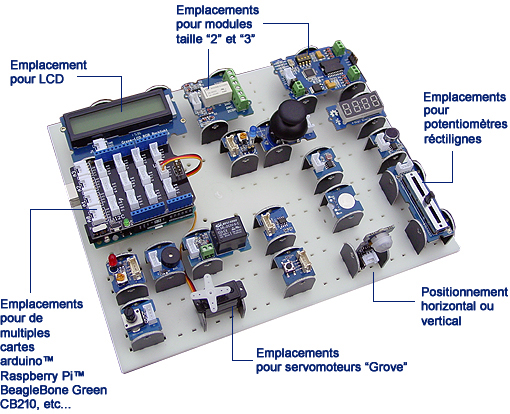 Emplacements
pour modules
taille “2” et “3”
Emplacement
pour LCD
Emplacements
pour
potentiomètres
réctilignes
Emplacements
pour de
multiples
cartes
arduino™
Raspberry Pi™
BeagleBone Green
CB210, etc...
Positionnement
horizontal ou
vertical
Emplacements
pour servomoteurs “Grove”